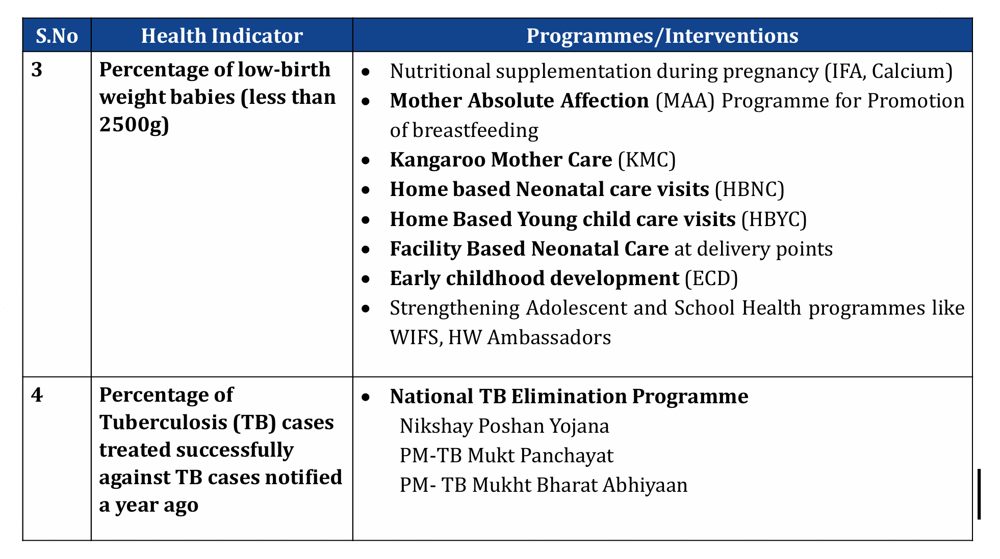 S.No Health Indicator Programmes/Interventions
3
Percentage of low-birth
weight babies (less than
2500g)
• Nutritional supplementation during pregnancy (IFA, Calcium)
• Mother Absolute Affection (MAA) Programme for Promotion
of breastfeeding
• Kangaroo Mother Care (KMC)
• Home based Neonatal care visits (HBNC)
• Home Based Young child care visits (HBYC)
• Facility Based Neonatal Care at delivery points
• Early childhood development (ECD)
• Strengthening Adolescent and School Health programmes like
WIFS, HW Ambassadors
4
Percentage of
Tuberculosis (TB) cases
treated successfully
against TB cases notified
a year ago
• National TB Elimination Programme
Nikshay Poshan Yojana
PM-TB Mukt Panchayat
PM- TB Mukht Bharat Abhiyaan